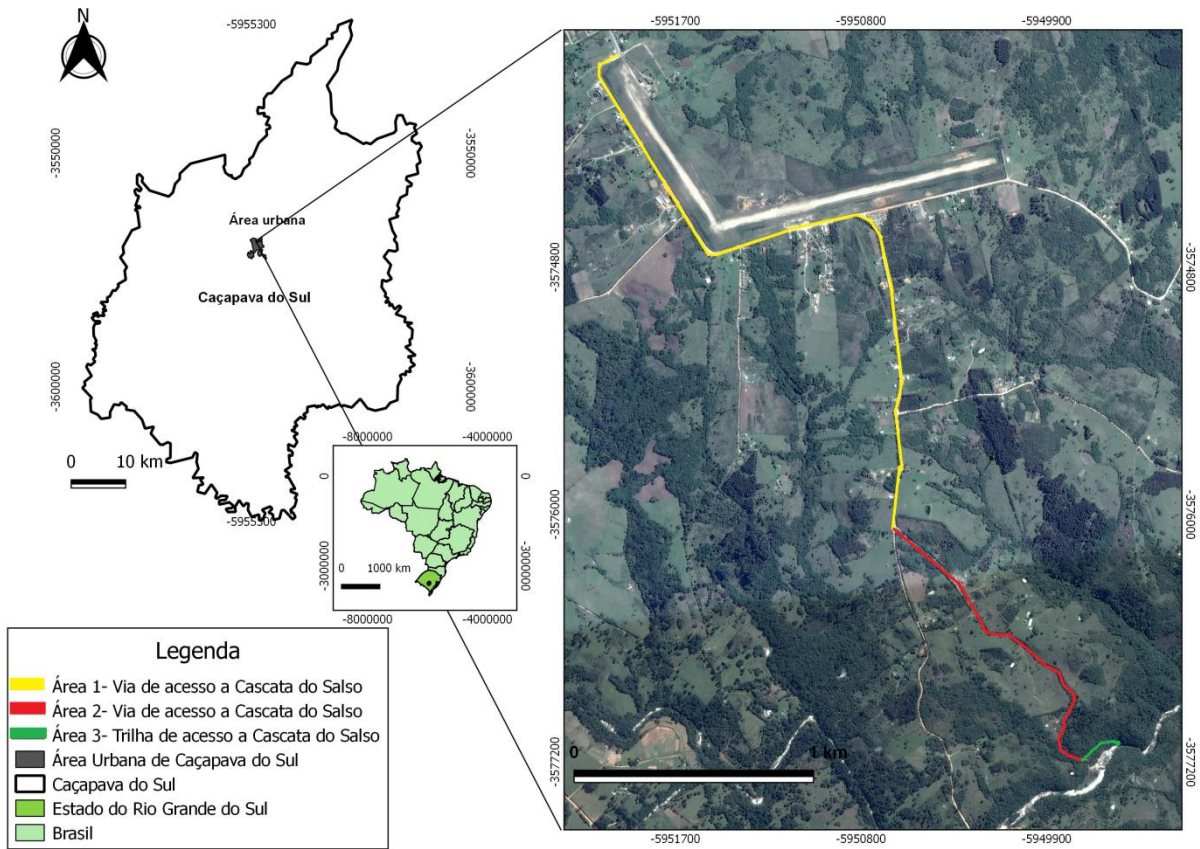 N
-5955300
-3550000
-3550000
Área urbana
Caçapava do Sul
-3600000
-3600000
0 10 km
-5955300
-8000000 -4000000
0
0
-3000000
-3000000
0 1000 km
-8000000 -4000000
Legenda
Área 1- Via de acesso a Cascata do Salso
Área 2- Via de acesso a Cascata do Salso
Área 3- Trilha de acesso a Cascata do Salso
Área Urbana de Caçapava do Sul
Caçapava do Sul
Estado do Rio Grande do Sul
Brasil
-5951700 -5950800 -5949900
-3574800
-3574800
-3576000
-3576000
-3577200
-3577200
0 1 km
-5951700 -5950800 -5949900